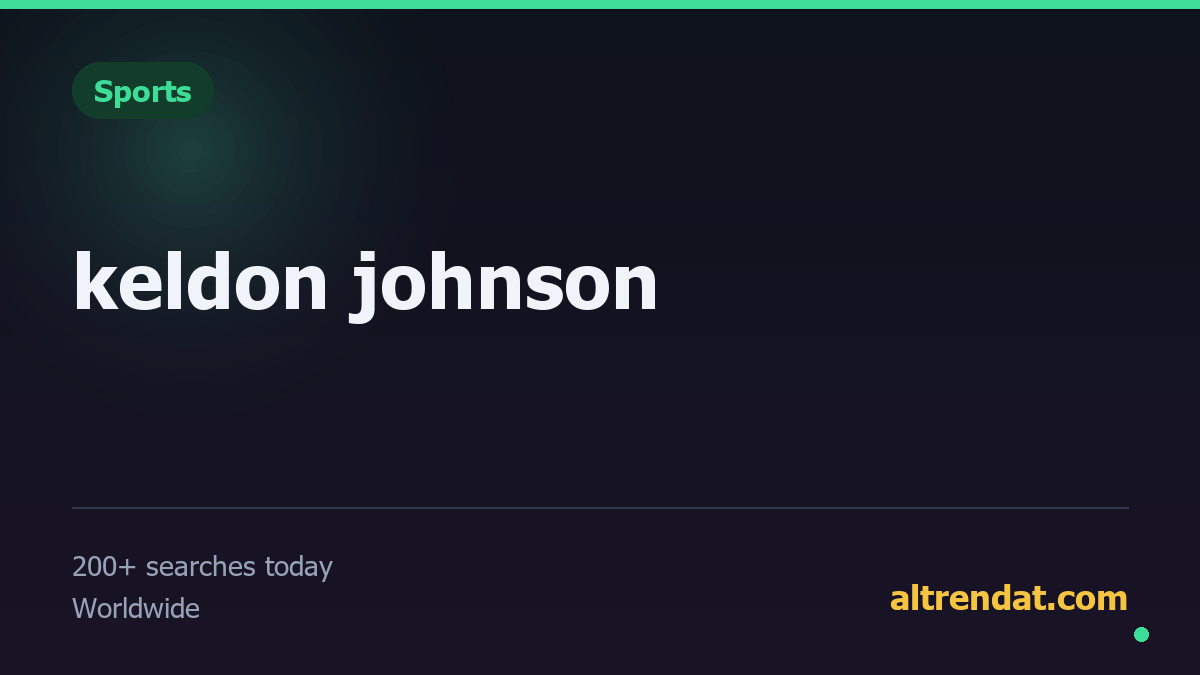 Sports
keldon johnson
200+ searches today
Worldwide
altrendat.com